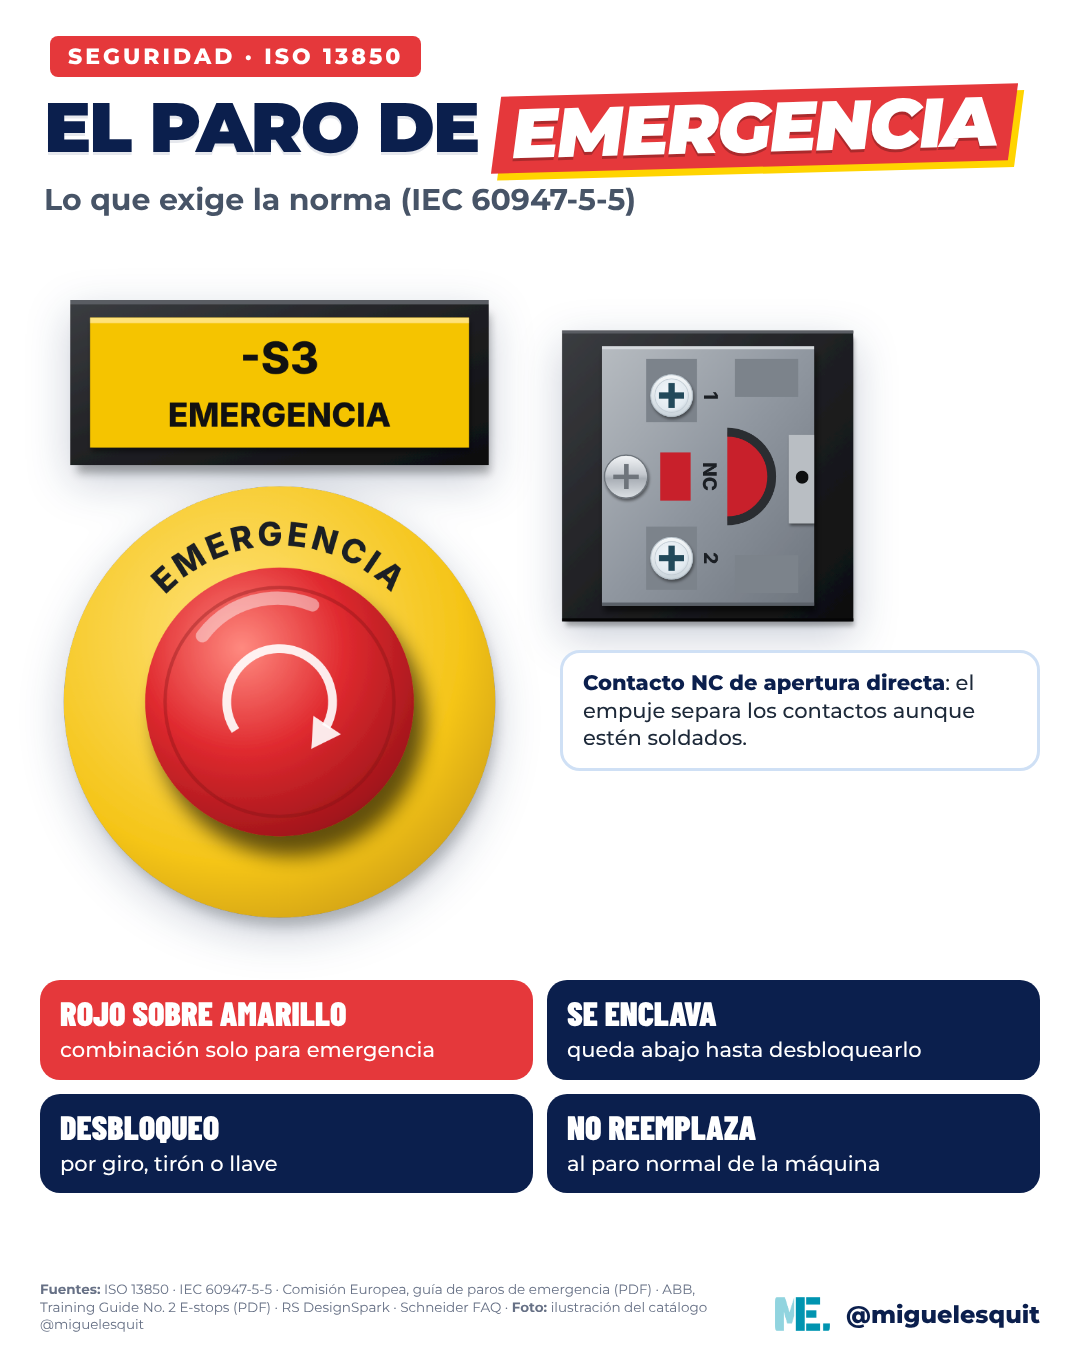 SEGURIDAD · ISO 13850
EL PARO DE EMERGENCIA
Lo que exige la norma (IEC 60947-5-5)
-S3
EMERGENCIA
EMERGENCIA
1
NC
2
Contacto NC de apertura directa: el
empuje separa los contactos aunque
estén soldados.
ROJO SOBRE AMARILLO
combinación solo para emergencia
SE ENCLAVA
queda abajo hasta desbloquearlo
DESBLOQUEO
por giro, tirón o llave
NO REEMPLAZA
al paro normal de la máquina
Fuentes: ISO 13850 · IEC 60947-5-5 · Comisión Europea, guía de paros de emergencia (PDF) · ABB,
Training Guide No. 2 E-stops (PDF) · RS DesignSpark · Schneider FAQ · Foto: ilustración del catálogo
@miguelesquit
ME.
@miguelesquit